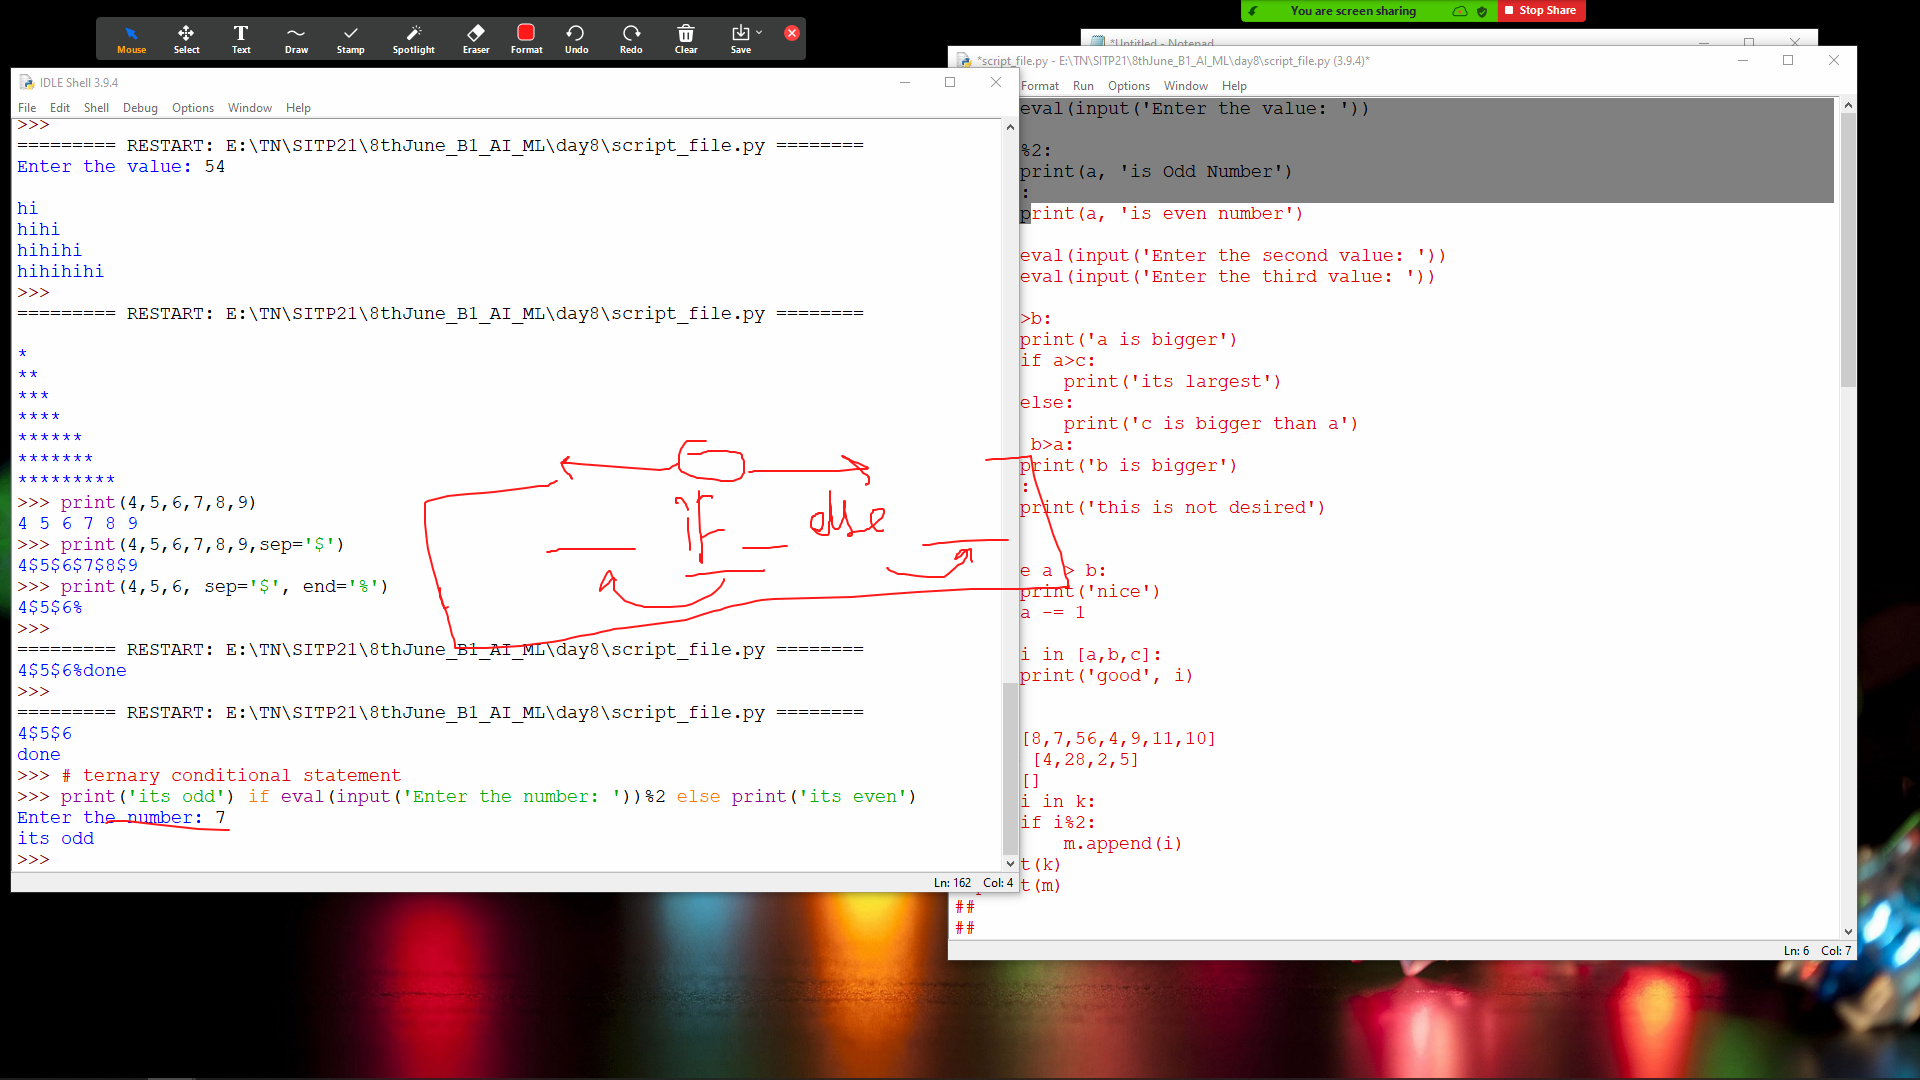 You are screen sharing
Stop Share
Mouse Select Text Draw Stamp Spotlight Eraser Format Undo Redo Clear Save
*Untitled - Notepad
IDLE Shell 3.9.4
File Edit Shell Debug Options Window Help
>>>
========= RESTART: E:\TN\SITP21\8thJune_B1_AI_ML\day8\script_file.py ========
Enter the value: 54
hi
hihi
hihihi
hihihihi
>>>
========= RESTART: E:\TN\SITP21\8thJune_B1_AI_ML\day8\script_file.py ========
*
**
***
****
******
*******
*********
>>> print(4,5,6,7,8,9)
4 5 6 7 8 9
>>> print(4,5,6,7,8,9,sep='$')
4$5$6$7$8$9
>>> print(4,5,6, sep='$', end='%')
4$5$6%
>>>
========= RESTART: E:\TN\SITP21\8thJune_B1_AI_ML\day8\script_file.py ========
4$5$6%done
>>>
========= RESTART: E:\TN\SITP21\8thJune_B1_AI_ML\day8\script_file.py ========
4$5$6
done
>>> # ternary conditional statement
>>> print('its odd') if eval(input('Enter the number: '))%2 else print('its even')
Enter the number: 7
its odd
>>>
Ln: 162 Col: 4
if else
*script_file.py - E:\TN\SITP21\8thJune_B1_AI_ML\day8\script_file.py (3.9.4)*
Format Run Options Window Help
eval(input('Enter the value: '))
%2:
print(a, 'is Odd Number')
:
print(a, 'is even number')
eval(input('Enter the second value: '))
eval(input('Enter the third value: '))
>b:
print('a is bigger')
if a>c:
print('its largest')
else:
print('c is bigger than a')
b>a:
print('b is bigger')
:
print('this is not desired')
e a > b:
print('nice')
a -= 1
i in [a,b,c]:
print('good', i)
[8,7,56,4,9,11,10]
[4,28,2,5]
[]
i in k:
if i%2:
m.append(i)
t(k)
t(m)
##
##
Ln: 6 Col: 7